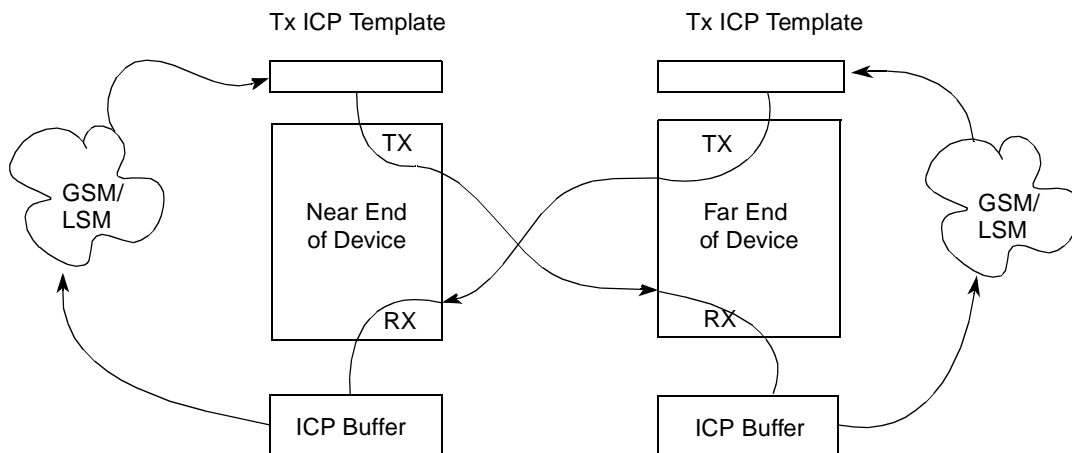 Tx ICP Template
Tx ICP Template
TX
TX
GSM/
LSM
Near End
of Device
Far End
of Device
GSM/
LSM
RX
RX
ICP Buffer
ICP Buffer